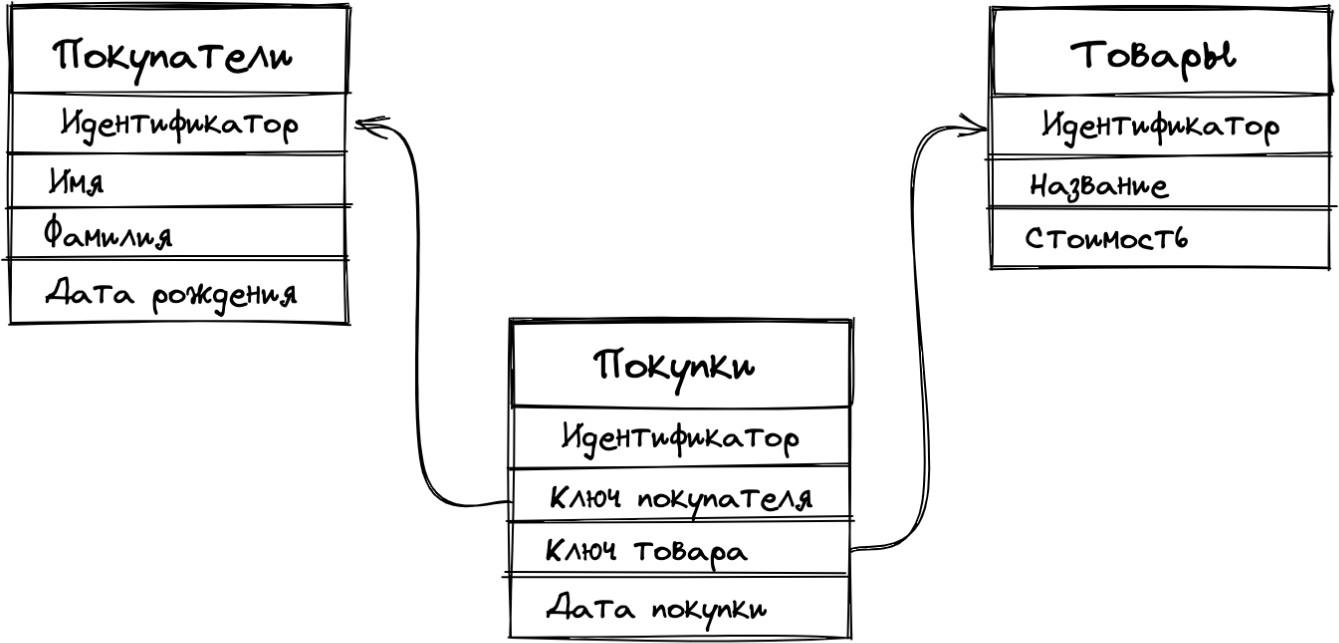 Покупатели
Идентификатор
Имя
Фамилия
Дата рождения
Товары
Идентификатор
Название
Стоимость
Покупки
Идентификатор
Ключ покупателя
Ключ товара
Дата покупки